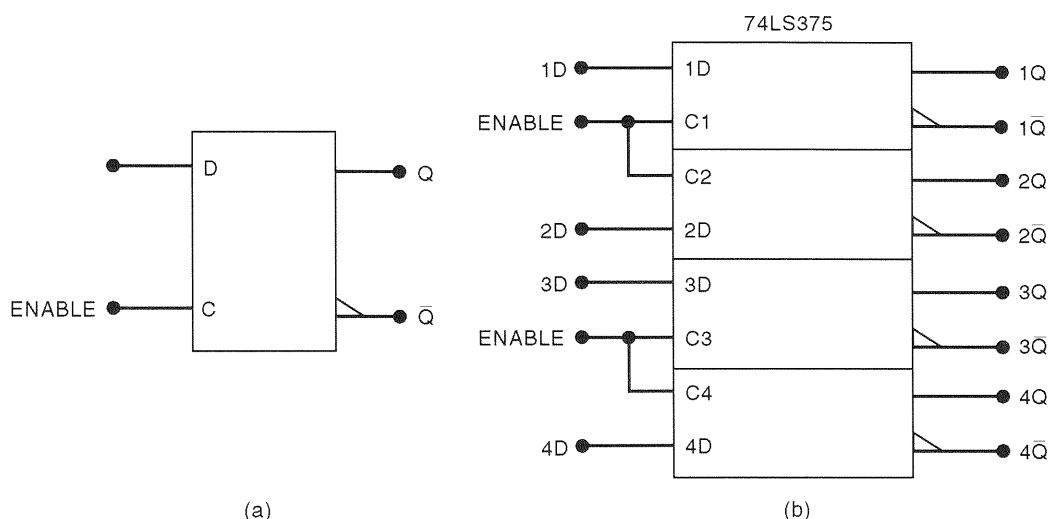 D
Q
ENABLE
C
Q̅
(a)
74LS375
1D
1D
1Q
ENABLE
C1
1Q̅
C2
2Q
2D
2D
2Q̅
3D
3D
3Q
ENABLE
C3
3Q̅
C4
4Q
4D
4D
4Q̅
(b)